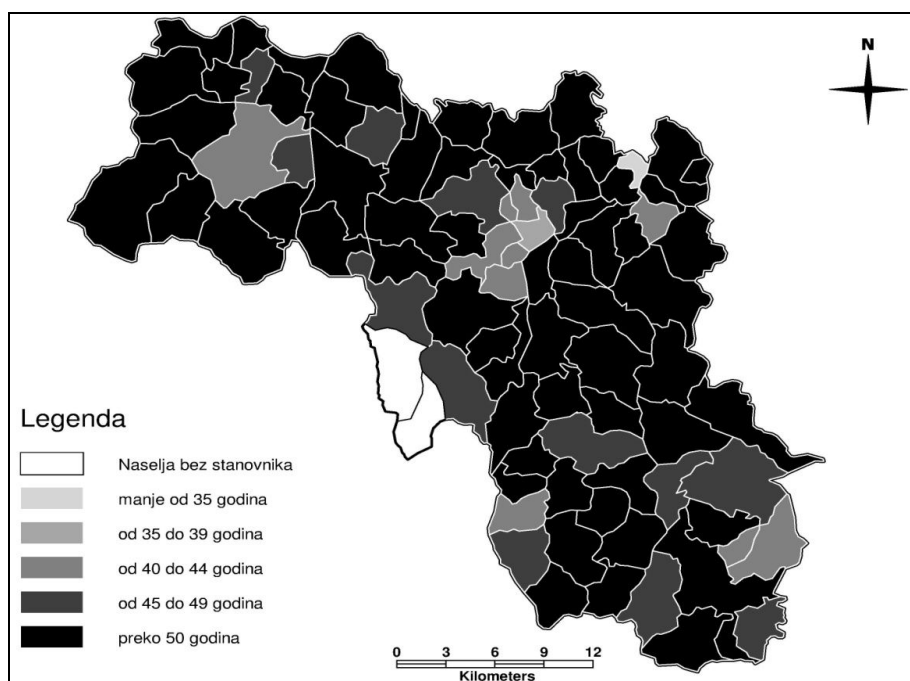 N
Legenda
Naselja bez stanovnika
manje od 35 godina
od 35 do 39 godina
od 40 do 44 godina
od 45 do 49 godina
preko 50 godina
0 3 6 9 12
Kilometers